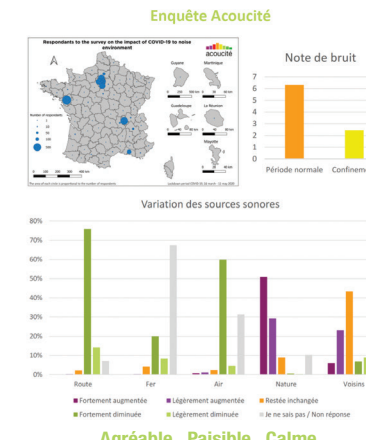 Enquête Acoucité
Respondents to the survey on the impact of COVID-19 to noise
environment
acoucité
Guyane
Martinique
Guadeloupe
La Réunion
Mayotte
Number of respondents
Note de bruit
7
6
5
4
3
2
1
0
Période normale Confinem
Variation des sources sonores
80%
70%
60%
50%
40%
30%
20%
10%
0%
Route Fer Air Nature Voisins
Fortement augmentée Légèrement augmentée Restée inchangée
Fortement diminuée Légèrement diminuée Je ne sais pas / Non réponse
Agréable Paisible Calme